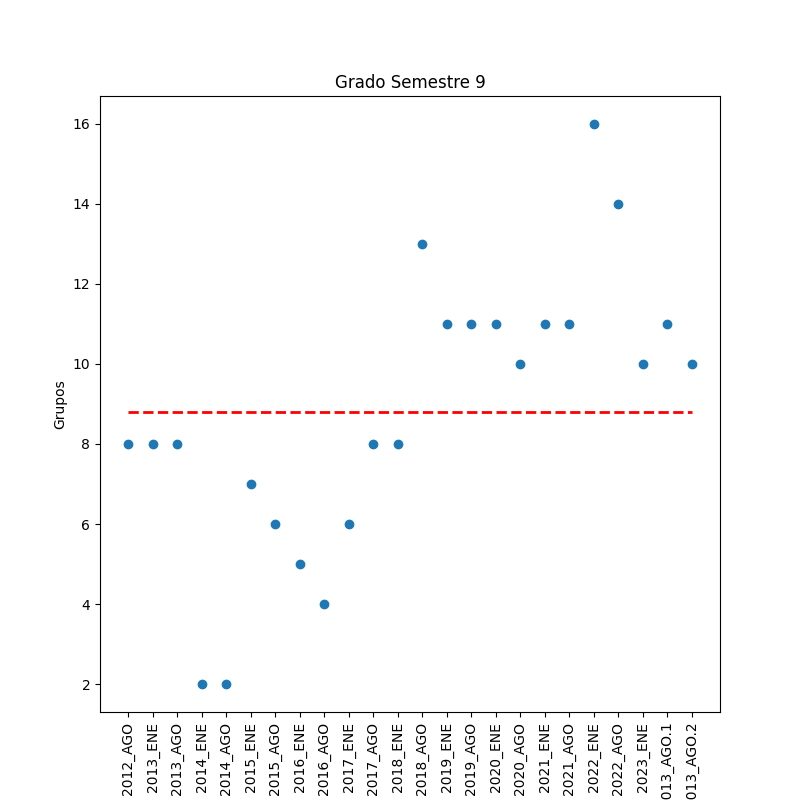 Grado Semestre 9
Grupos
16
14
12
10
8
6
4
2
2012_AGO
2013_ENE
2013_AGO
2014_ENE
2014_AGO
2015_ENE
2015_AGO
2016_ENE
2016_AGO
2017_ENE
2017_AGO
2018_ENE
2018_AGO
2019_ENE
2019_AGO
2020_ENE
2020_AGO
2021_ENE
2021_AGO
2022_ENE
2022_AGO
2023_ENE
013_AGO.1
013_AGO.2